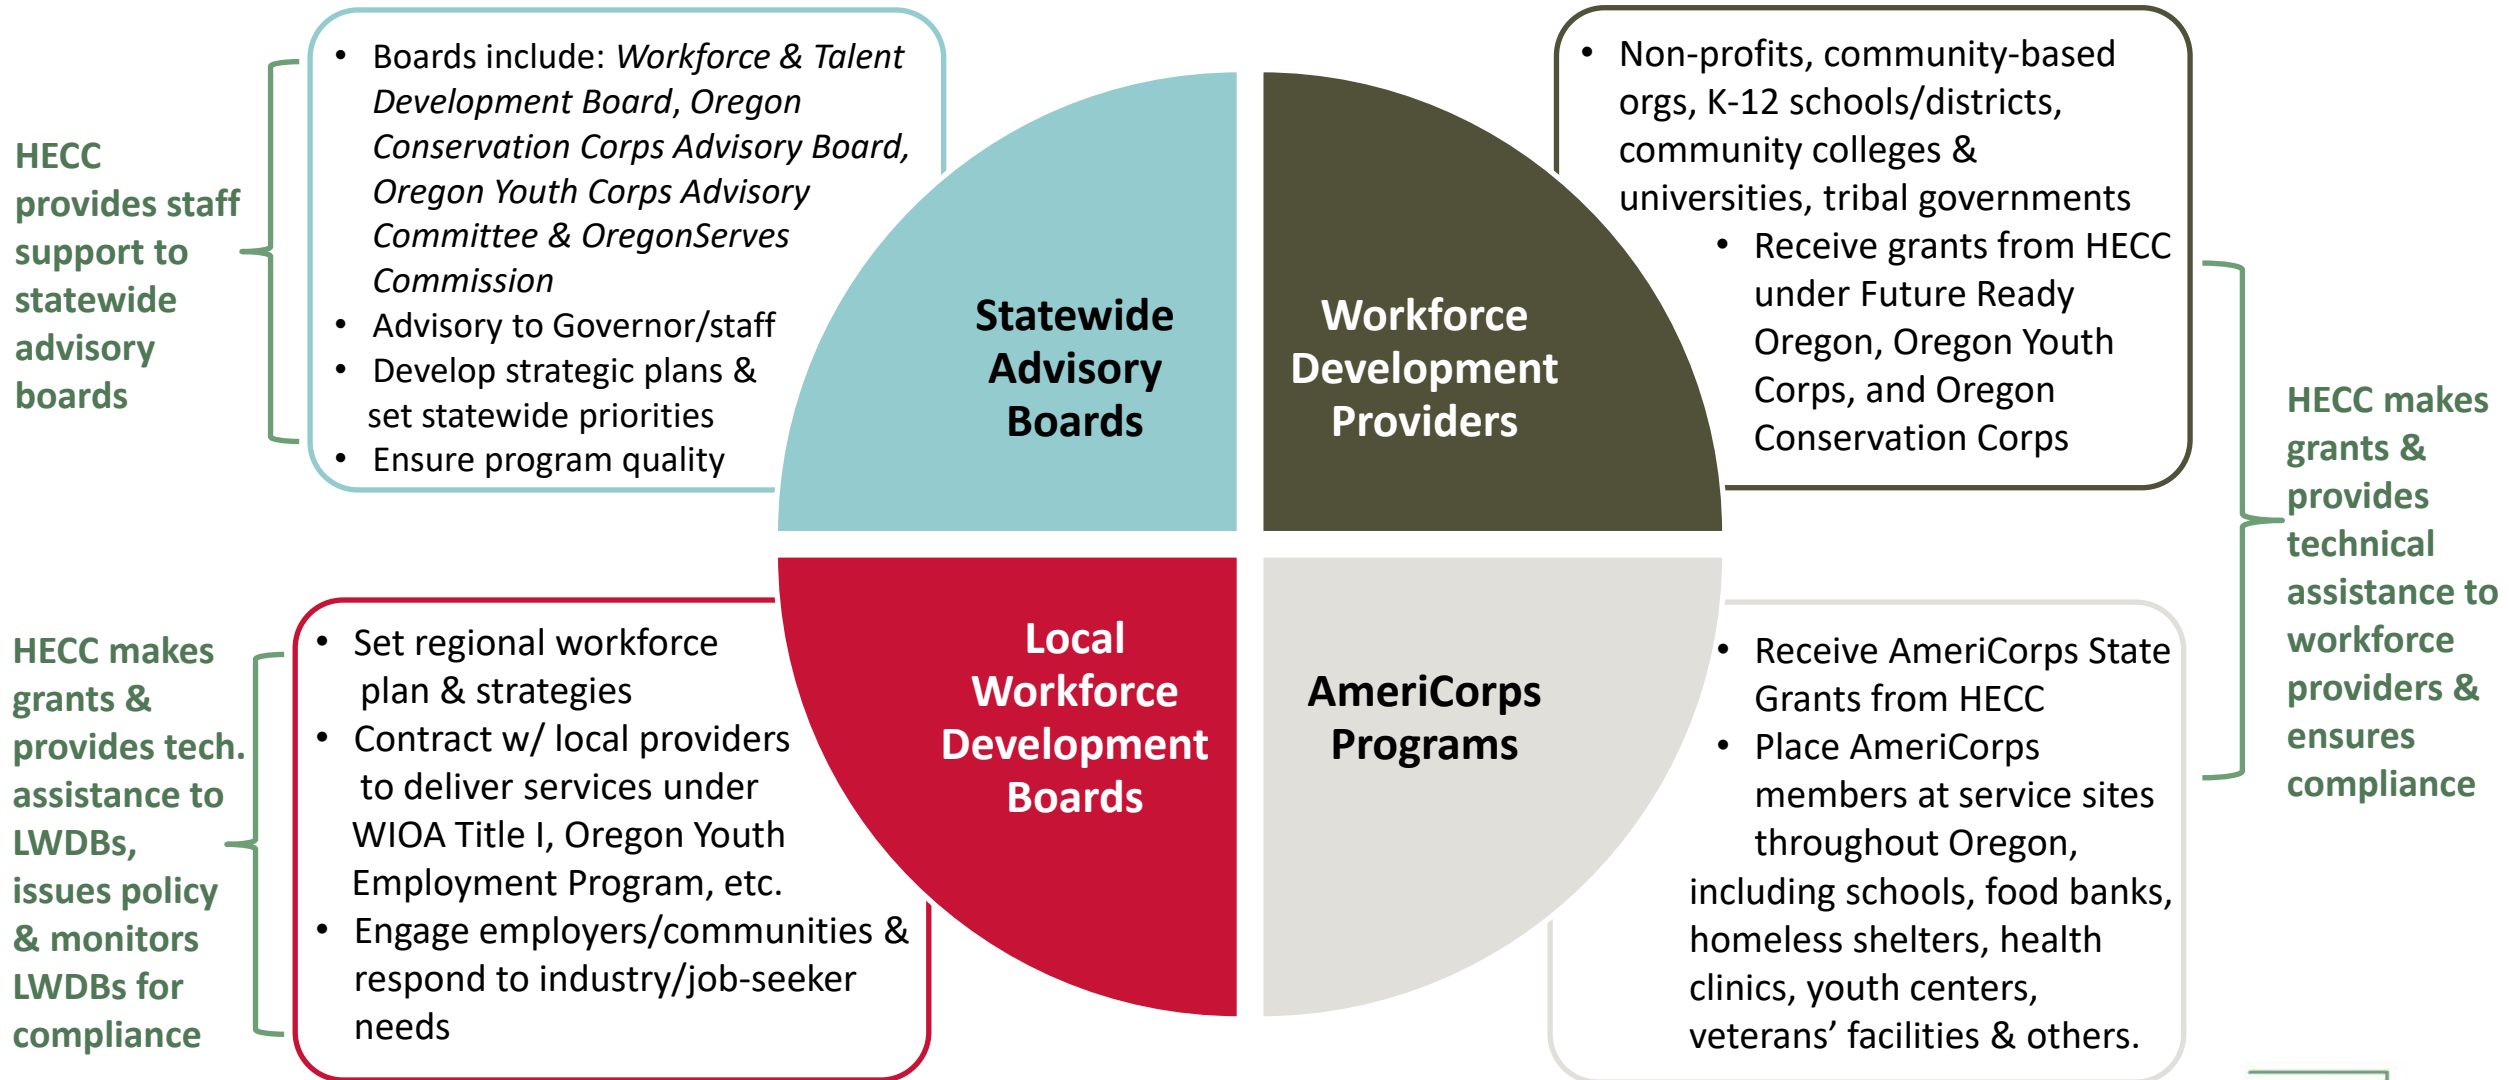 HECC
provides staff
support to
statewide
advisory
boards
• Boards include: Workforce & Talent
Development Board, Oregon
Conservation Corps Advisory Board,
Oregon Youth Corps Advisory
Committee & OregonServes
Commission
• Advisory to Governor/staff
• Develop strategic plans &
set statewide priorities
• Ensure program quality
Statewide
Advisory
Boards
Workforce
Development
Providers
• Non-profits, community-based
orgs, K-12 schools/districts,
community colleges &
universities, tribal governments
• Receive grants from HECC
under Future Ready
Oregon, Oregon Youth
Corps, and Oregon
Conservation Corps
HECC makes
grants &
provides
technical
assistance to
workforce
providers &
ensures
compliance
HECC makes
grants &
provides tech.
assistance to
LWDBs,
issues policy
& monitors
LWDBs for
compliance
• Set regional workforce
plan & strategies
• Contract w/ local providers
to deliver services under
WIOA Title I, Oregon Youth
Employment Program, etc.
• Engage employers/communities &
respond to industry/job-seeker
needs
Local
Workforce
Development
Boards
AmeriCorps
Programs
• Receive AmeriCorps State
Grants from HECC
• Place AmeriCorps
members at service sites
throughout Oregon,
including schools, food banks,
homeless shelters, health
clinics, youth centers,
veterans’ facilities & others.